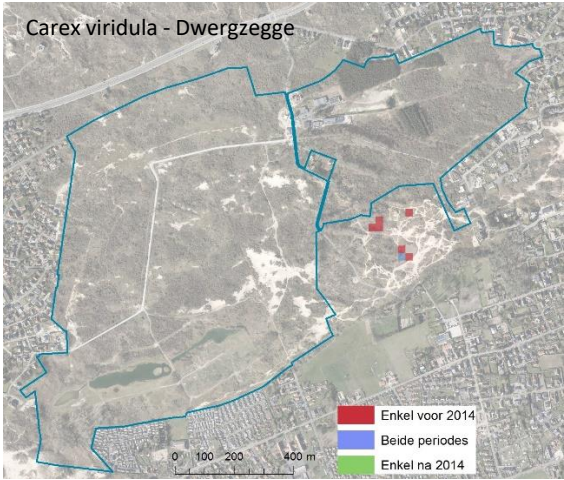 Carex viridula - Dwergzegge
Enkel voor 2014
Beide periodes
Enkel na 2014
0 100 200 400 m